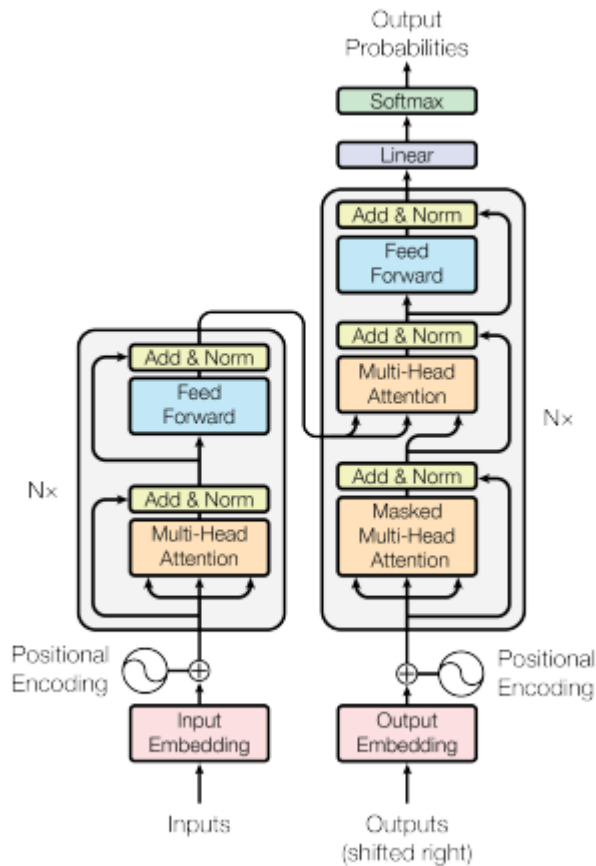 Output
Probabilities
Softmax
Linear
Add & Norm
Feed
Forward
Add & Norm
Multi-Head
Attention
Add & Norm
Masked
Multi-Head
Attention
Nx
Add & Norm
Feed
Forward
Add & Norm
Multi-Head
Attention
Nx
Positional
Encoding
Positional
Encoding
Input
Embedding
Output
Embedding
Inputs
Outputs
(shifted right)